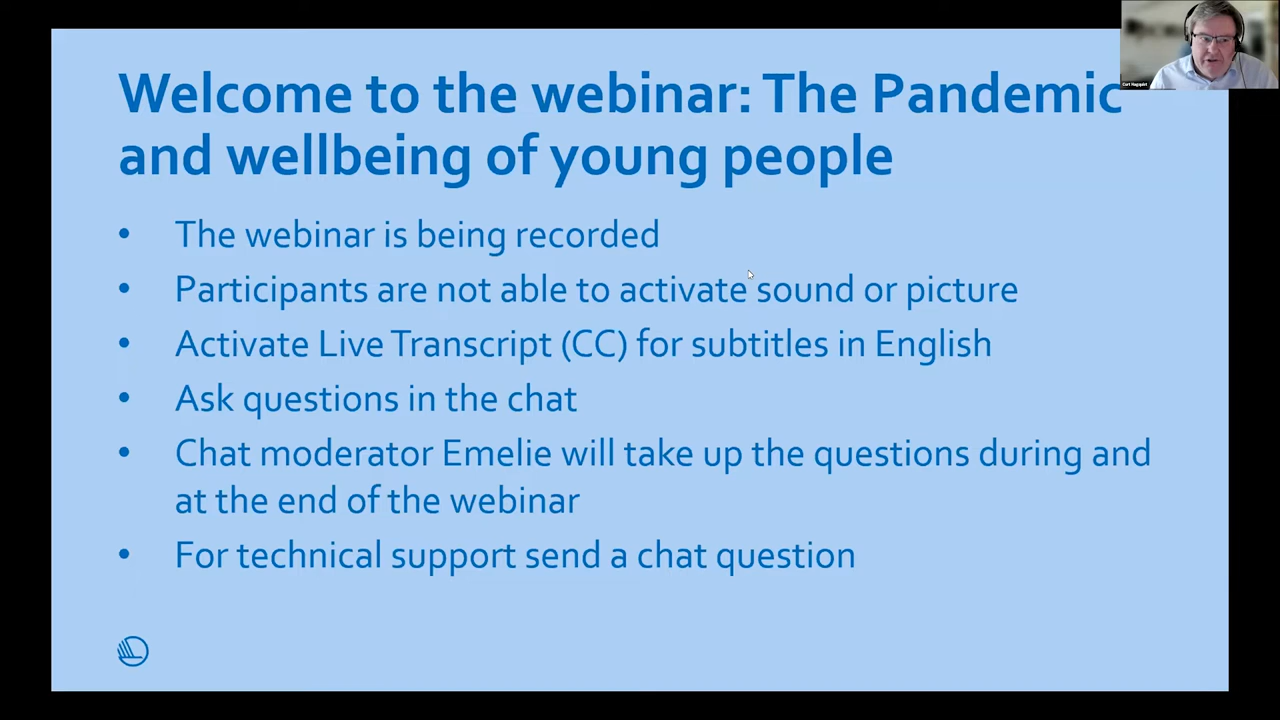 Welcome to the webinar: The Pandemic
and wellbeing of young people
• The webinar is being recorded
• Participants are not able to activate sound or picture
• Activate Live Transcript (CC) for subtitles in English
• Ask questions in the chat
• Chat moderator Emelie will take up the questions during and
at the end of the webinar
• For technical support send a chat question